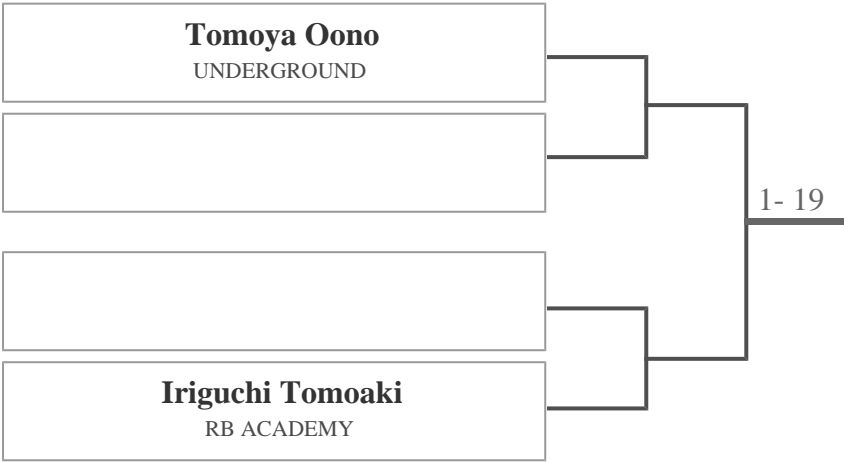 Tomoya Oono
UNDERGROUND
1- 19
Iriguchi Tomoaki
RB ACADEMY